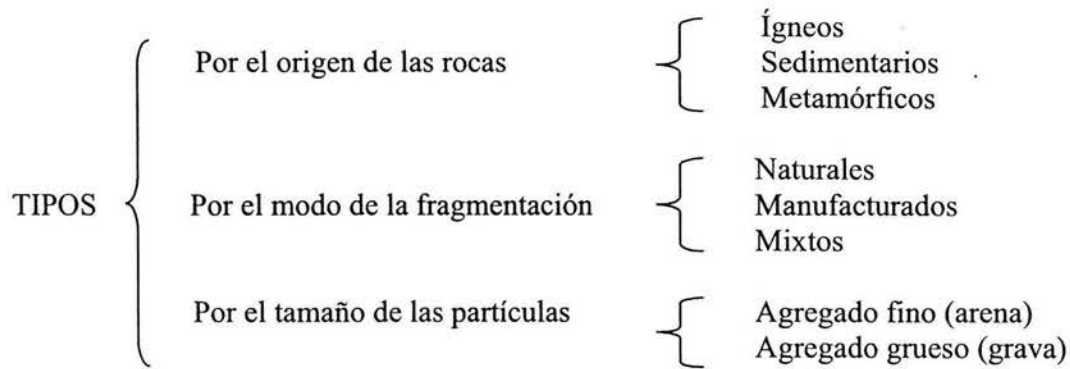 Por el origen de las rocas
Ígneos
Sedimentarios
Metamórficos
TIPOS
Por el modo de la fragmentación
Naturales
Manufacturados
Mixtos
Por el tamaño de las partículas
Agregado fino (arena)
Agregado grueso (grava)